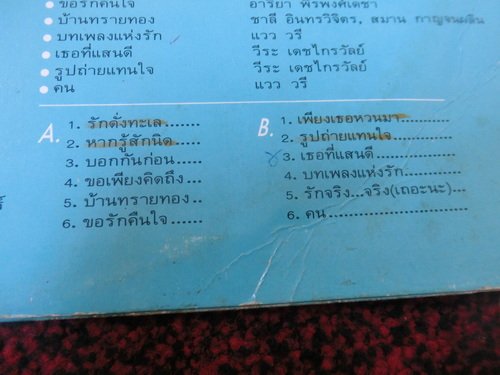 ขอรักคืนใจ อาริยา พีรพงศ์เดชา
บ้านทรายทอง ชาลี อินทรวิจิตร, สมาน กาญจนผลิน
บทเพลงแห่งรัก แวว วรี
เธอที่แสนดี วีระ เดชไกรวัลย์
รูปถ่ายแทนใจ วีระ เดชไกรวัลย์
คน แวว วรี
A. 1. รักดั่งทะเล.......
2. หากรู้สักนิด.......
3. บอกกันก่อน......
4. ขอเพียงคิดถึง....
5. บ้านทรายทอง..
6. ขอรักคืนใจ......
B. 1. เพียงเธอหวนมา
2. รูปถ่ายแทนใจ
3. เธอที่แสนดี
4. บทเพลงแห่งรัก
5. รักจริง...จริง(เถอะนะ)...
6. คน